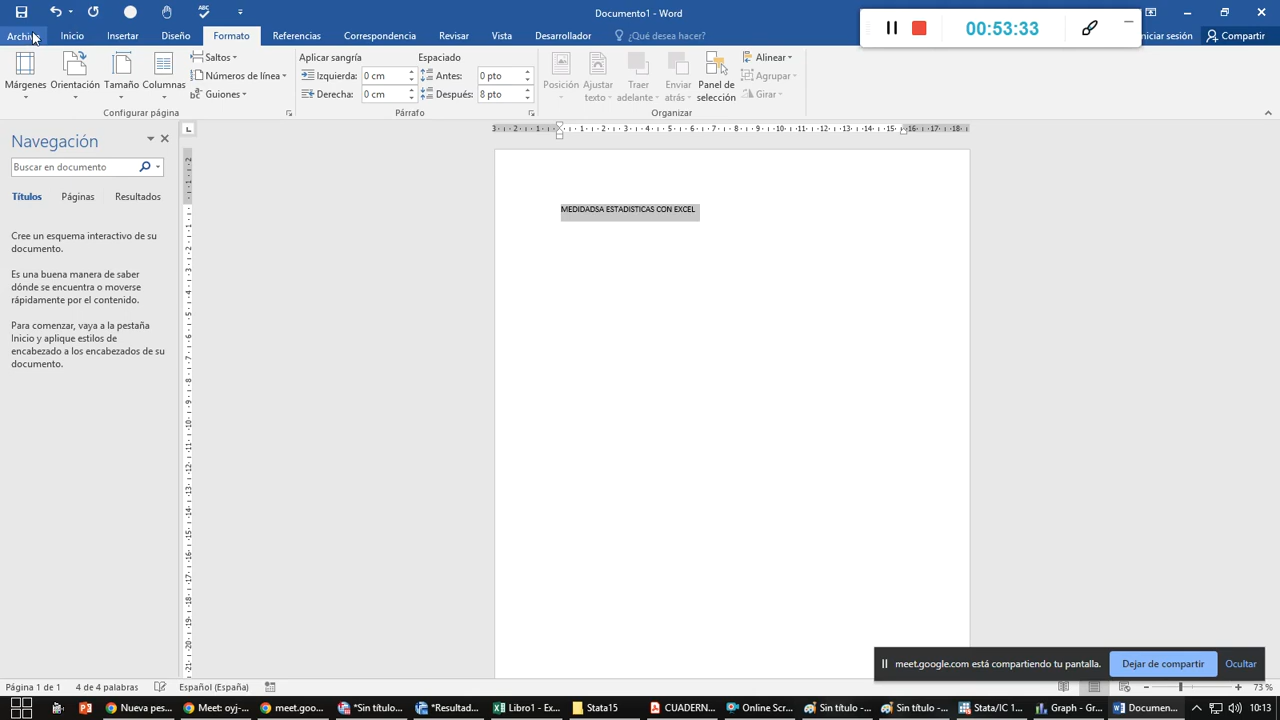 Documento1 - Word
00:53:33
Archivo Inicio Insertar Diseño Formato Referencias Correspondencia Revisar Vista Desarrollador ¿Qué desea hacer? Iniciar sesión Compartir
Márgenes Orientación Tamaño Columnas
Saltos
Números de línea
Guiones
Configurar página
Aplicar sangría Espaciado
Izquierda: 0 cm Antes: 0 pto
Derecha: 0 cm Después: 8 pto
Párrafo
Posición Ajustar texto Traer adelante Enviar atrás Panel de selección
Alinear
Agrupar
Girar
Organizar
Navegación
Buscar en documento
Títulos Páginas Resultados
Cree un esquema interactivo de su
documento.
Es una buena manera de saber
dónde se encuentra o moverse
rápidamente por el contenido.
Para comenzar, vaya a la pestaña
Inicio y aplique estilos de
encabezado a los encabezados de su
documento.
MEDIDADSA ESTADISTICAS CON EXCEL
meet.google.com está compartiendo tu pantalla. Dejar de compartir Ocultar
Página 1 de 1 4 de 4 palabras Español (España) 73 %
Nueva pes... Meet: oyj-... meet.goo... *Sin título... *Resultad... Libro1 - Ex... Stata15 CUADERN... Online Scr... Sin título -... Sin título -... Stata/IC 1... Graph - Gr... Documen... 10:13